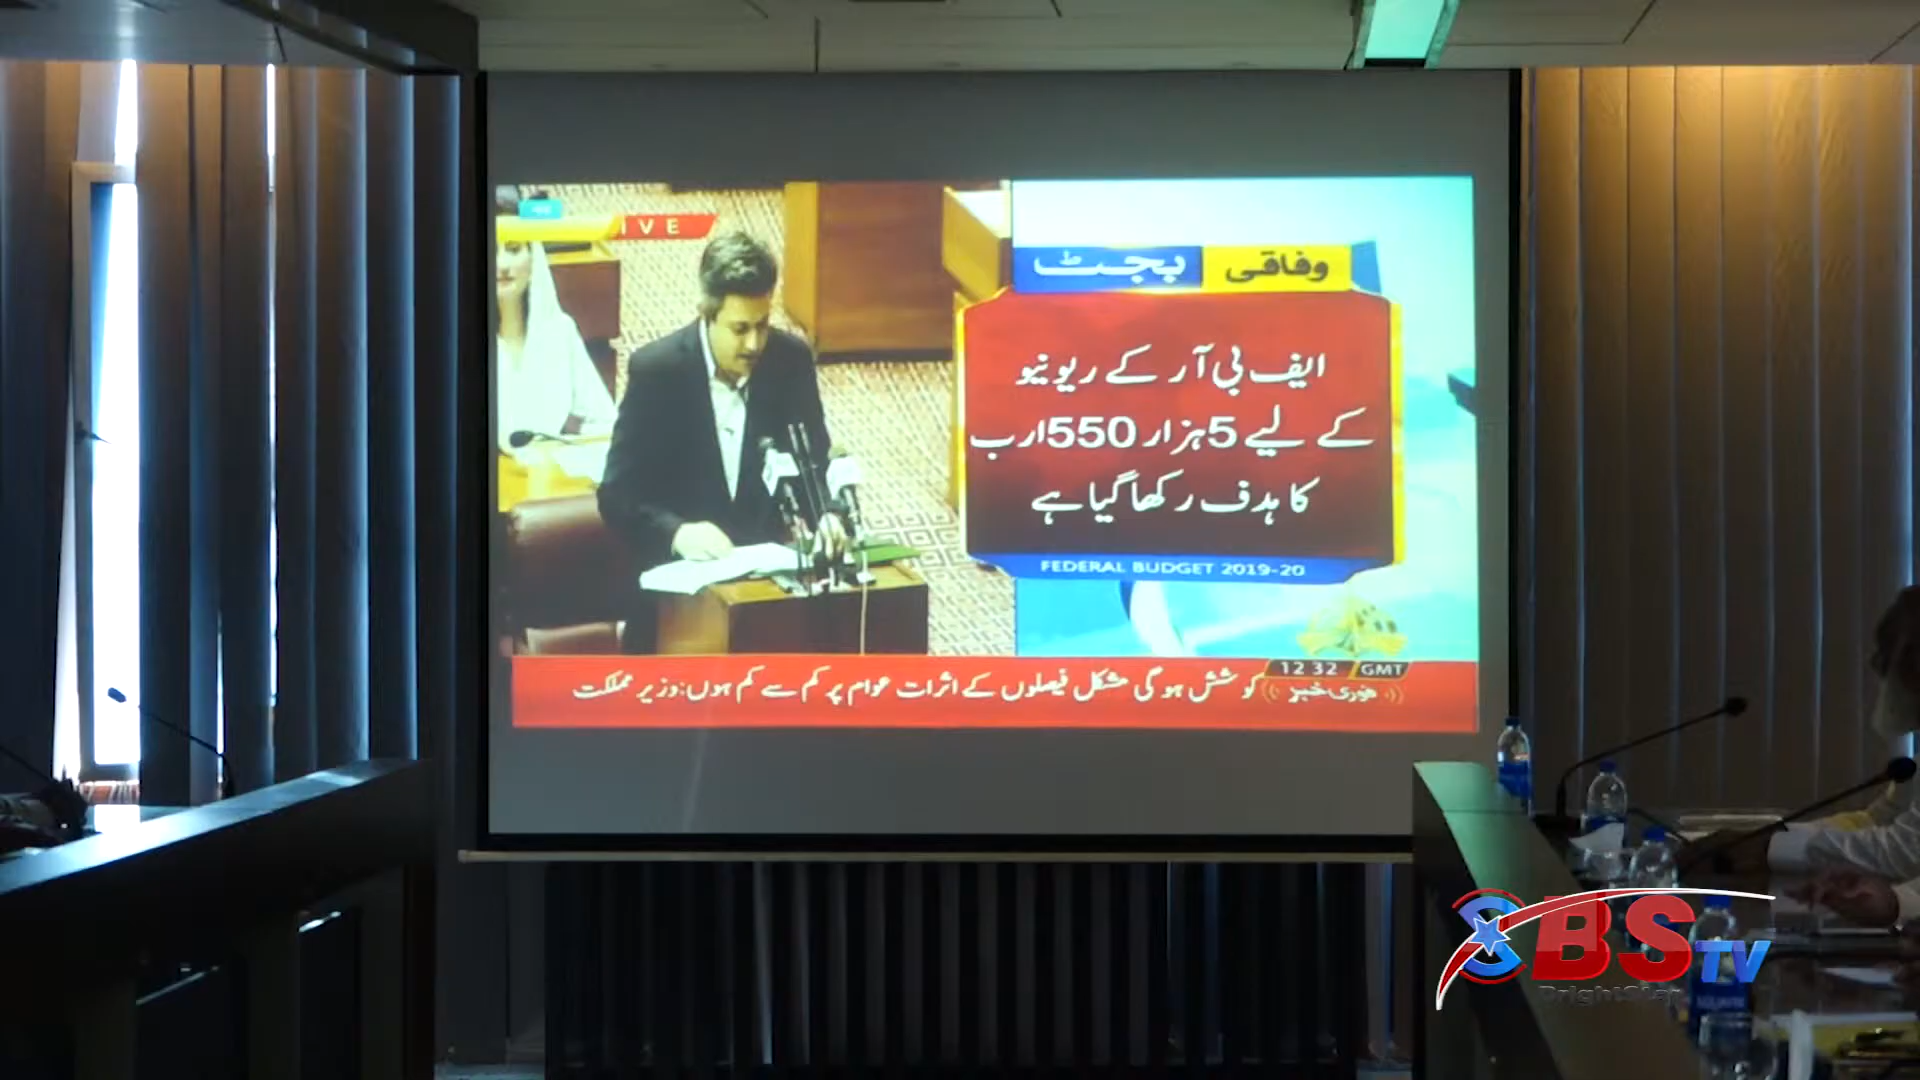 IVE
وفاقی بجٹ
ایف بی آر کے ریونیو
کے لیے 5ہزار 550ارب
کا ہدف رکھا گیا ہے
FEDERAL BUDGET 2019-20
12 32 GMT
فوری خبر
کوشش ہوگی مشکل فیصلوں کے اثرات عوام پر کم سے کم ہوں:وزیر مملکت
BS TV
BrightStar